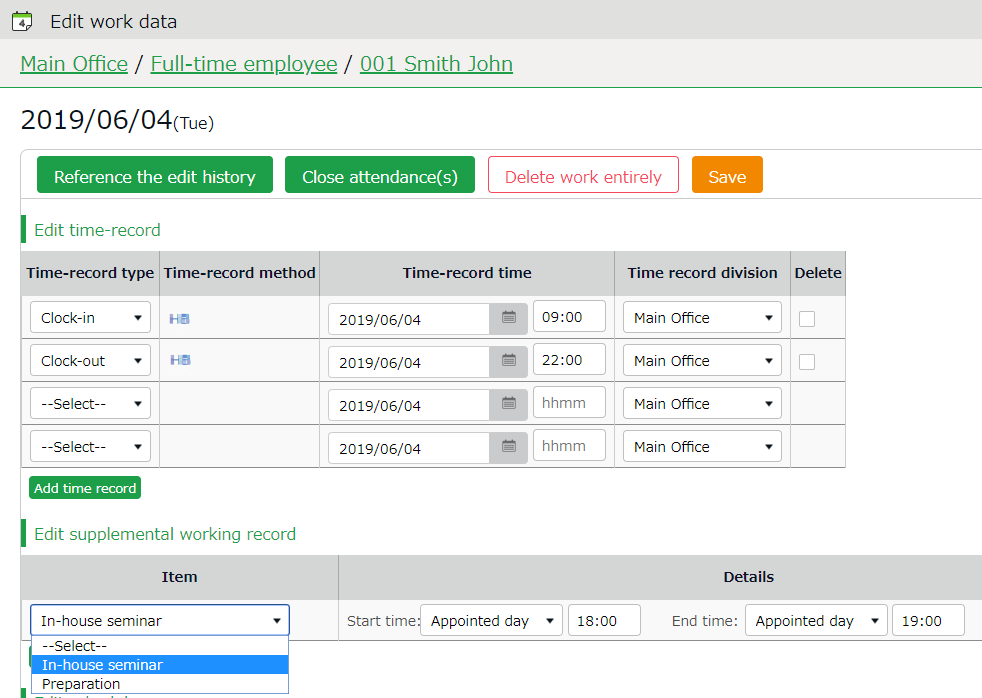 4
Edit work data
Main Office / Full-time employee / 001 Smith John
2019/06/04(Tue)
Reference the edit history Close attendance(s) Delete work entirely Save
Edit time-record
Time-record type Time-record method Time-record time Time record division Delete
Clock-in 2019/06/04 09:00 Main Office
Clock-out 2019/06/04 22:00 Main Office
--Select-- 2019/06/04 hhmm Main Office
--Select-- 2019/06/04 hhmm Main Office
Add time record
Edit supplemental working record
Item Details
In-house seminar Start time: Appointed day 18:00 End time: Appointed day 19:00
--Select--
In-house seminar
Preparation